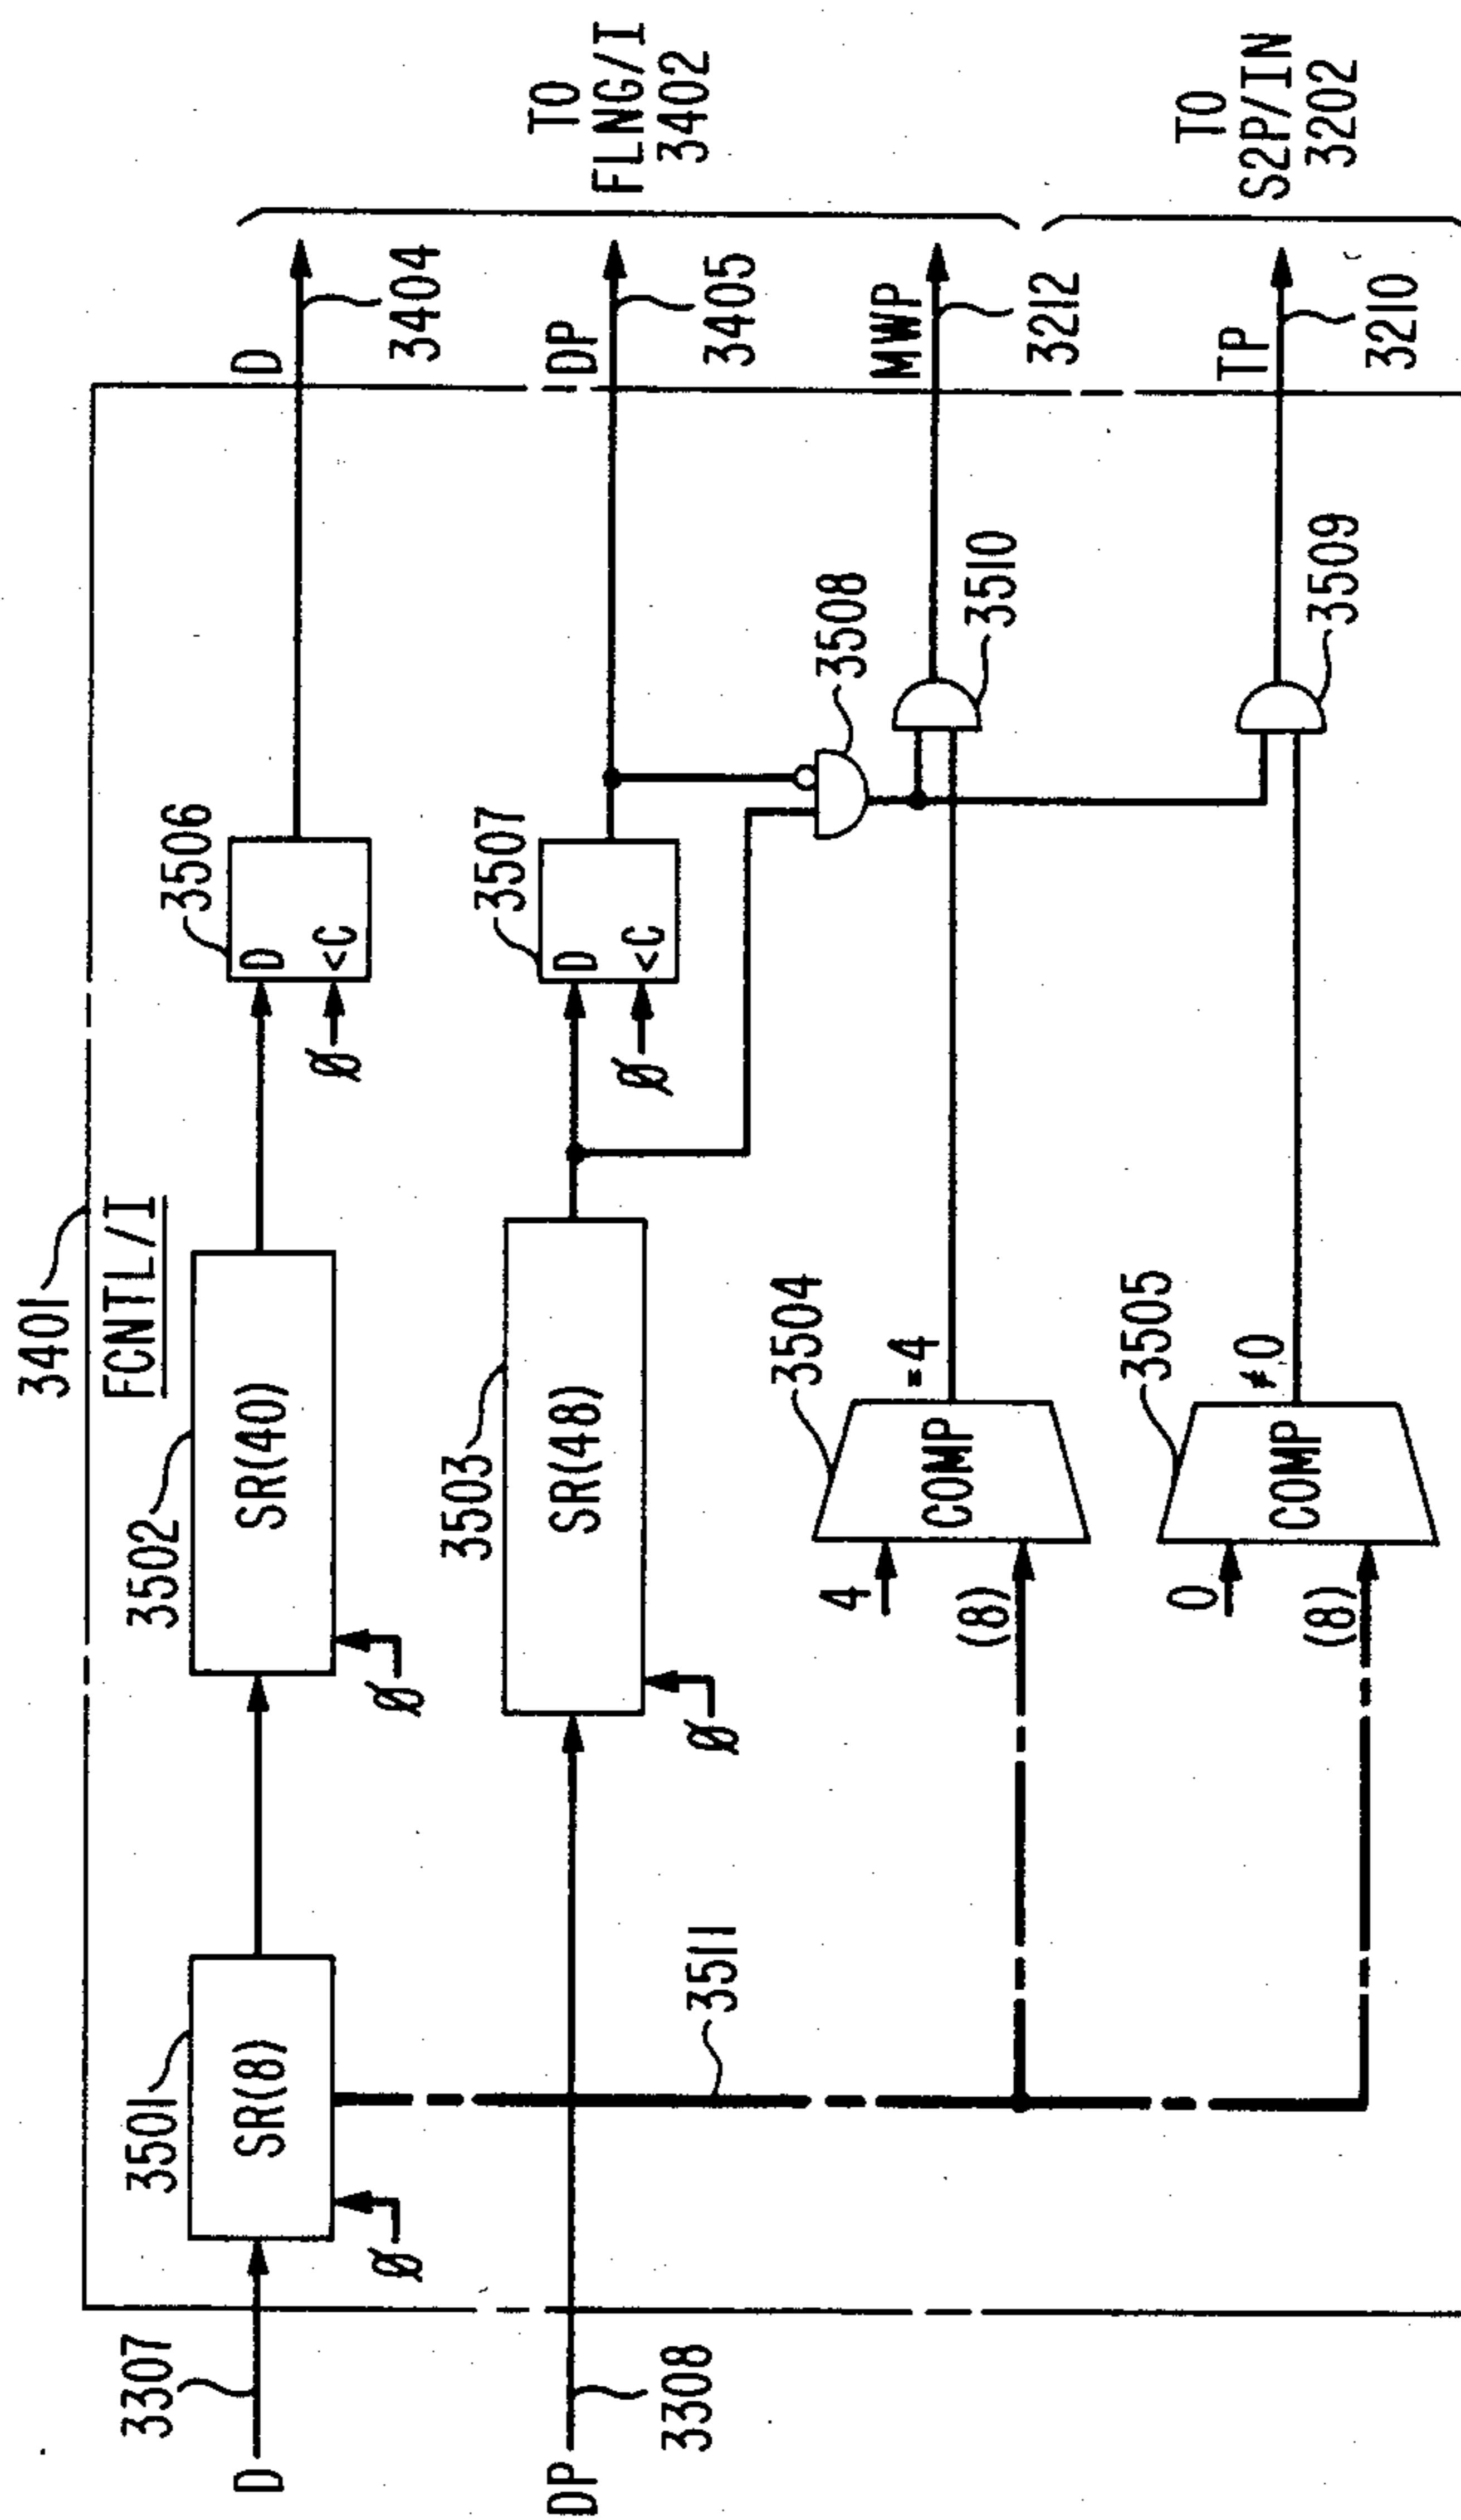 3401
FCNTL/I
3307
D
3501
SR(8)
Ø
3502
SR(40)
Ø
3506
D
<C
Ø
D
3404
TO
FLNG/I
3402
DP
3308
3503
SR(48)
Ø
3507
D
<C
Ø
DP
3405
3508
3511
3504
4
(8)
COMP
=4
3510
MWP
3212
3505
0
(8)
COMP
≠0
3509
TP
3210
TO
S2P/IN
3202